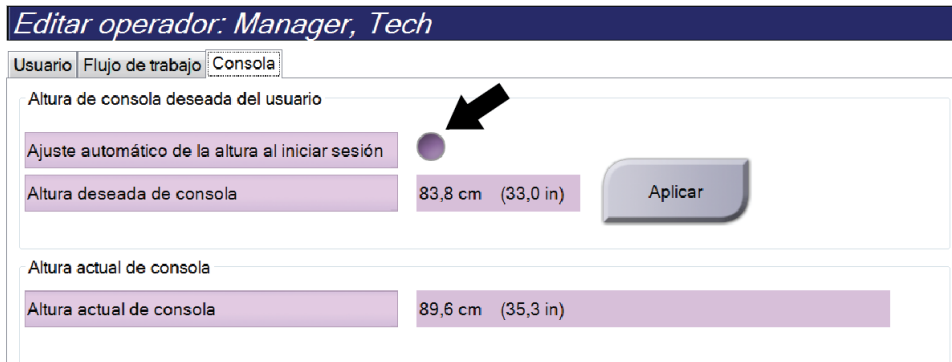 Editar operador: Manager, Tech
Usuario Flujo de trabajo Consola
Altura de consola deseada del usuario
Ajuste automático de la altura al iniciar sesión
Altura deseada de consola 83,8 cm (33,0 in) Aplicar
Altura actual de consola
Altura actual de consola 89,6 cm (35,3 in)